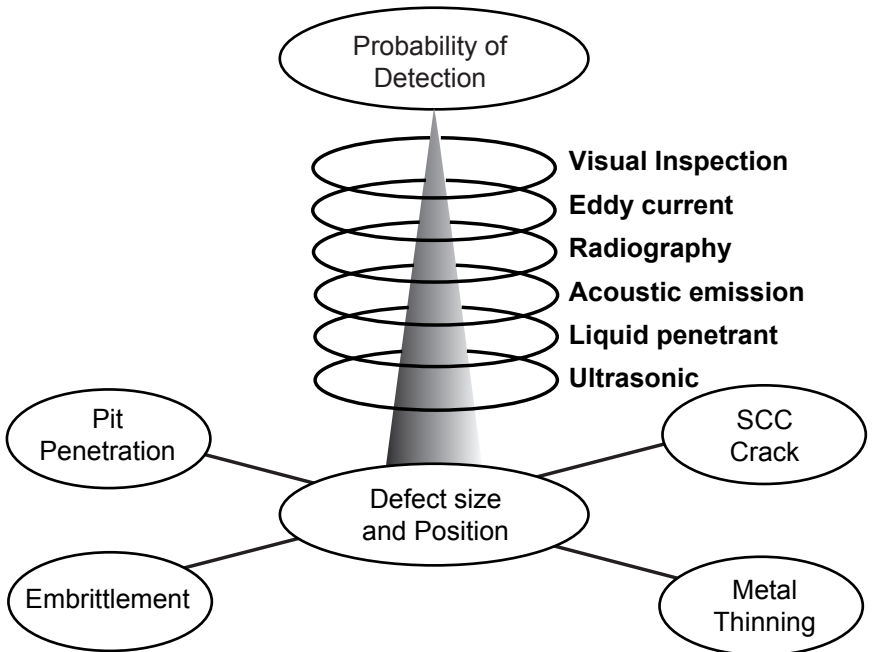 Probability of
Detection
Visual Inspection
Eddy current
Radiography
Acoustic emission
Liquid penetrant
Ultrasonic
Pit
Penetration
SCC
Crack
Defect size
and Position
Embrittlement
Metal
Thinning